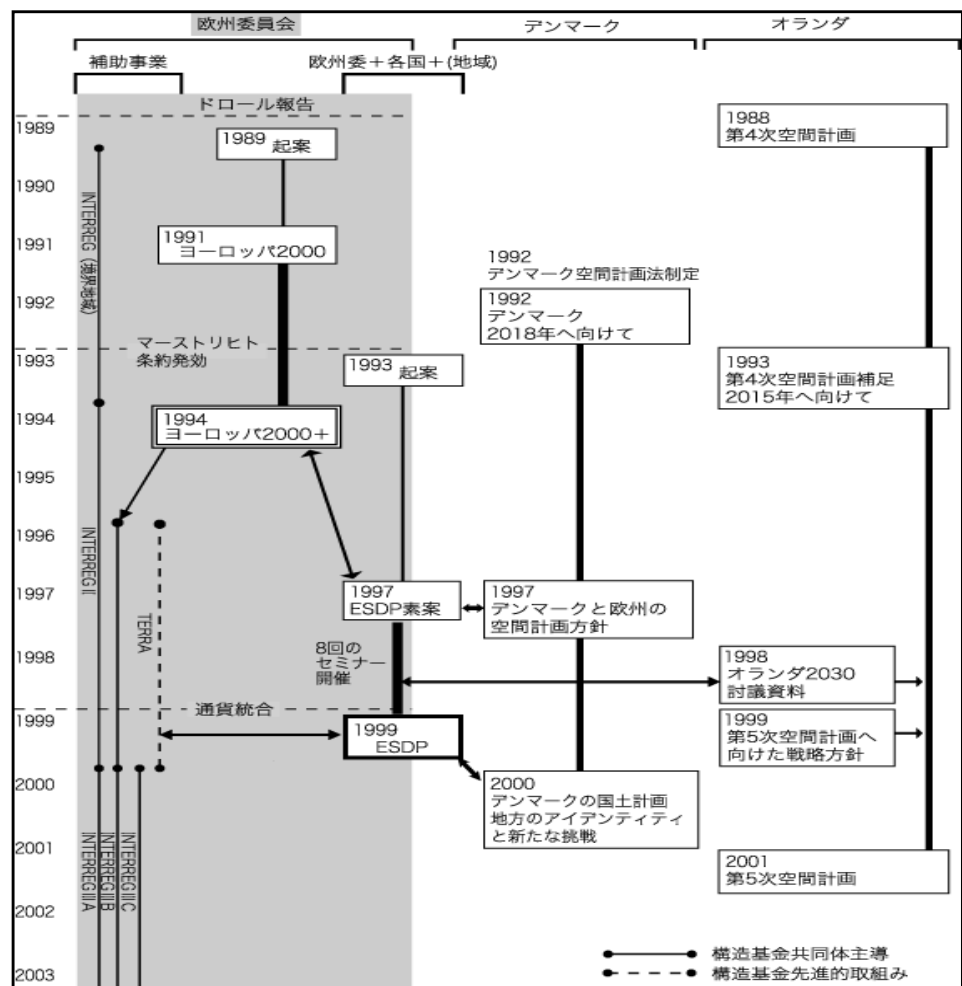 欧州委員会
デンマーク
オランダ
補助事業
欧州委＋各国＋(地域)
ドロール報告
1989
1990
1991
1992
1993
1994
1995
1996
1997
1998
1999
2000
2001
2002
2003
INTERREG（境界地域）
INTERREGⅡ
TERRA
INTERREGⅢA
INTERREGⅢB
INTERREGⅢC
1989 起案
1991
ヨーロッパ2000
マーストリヒト
条約発効
1993 起案
1994
ヨーロッパ2000＋
1997
ESDP素案
8回の
セミナー
開催
通貨統合
1999
ESDP
1992
デンマーク空間計画法制定
1992
デンマーク
2018年へ向けて
1997
デンマークと欧州の
空間計画方針
2000
デンマークの国土計画
地方のアイデンティティ
と新たな挑戦
1988
第4次空間計画
1993
第4次空間計画補足
2015年へ向けて
1998
オランダ2030
討議資料
1999
第5次空間計画へ
向けた戦略方針
2001
第5次空間計画
構造基金共同体主導
構造基金先進的取組み